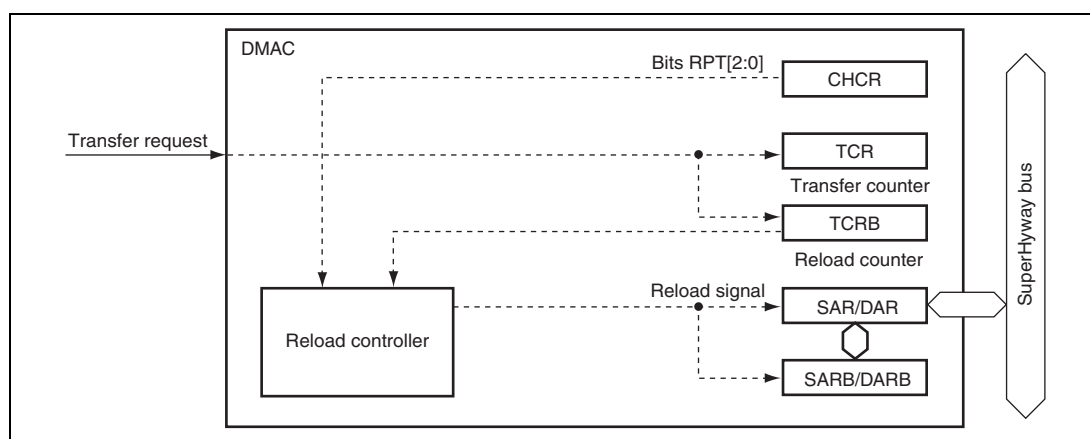 DMAC
Bits RPT[2:0]
CHCR
Transfer request
TCR
Transfer counter
TCRB
Reload counter
Reload signal
SAR/DAR
Reload controller
SARB/DARB
SuperHyway bus